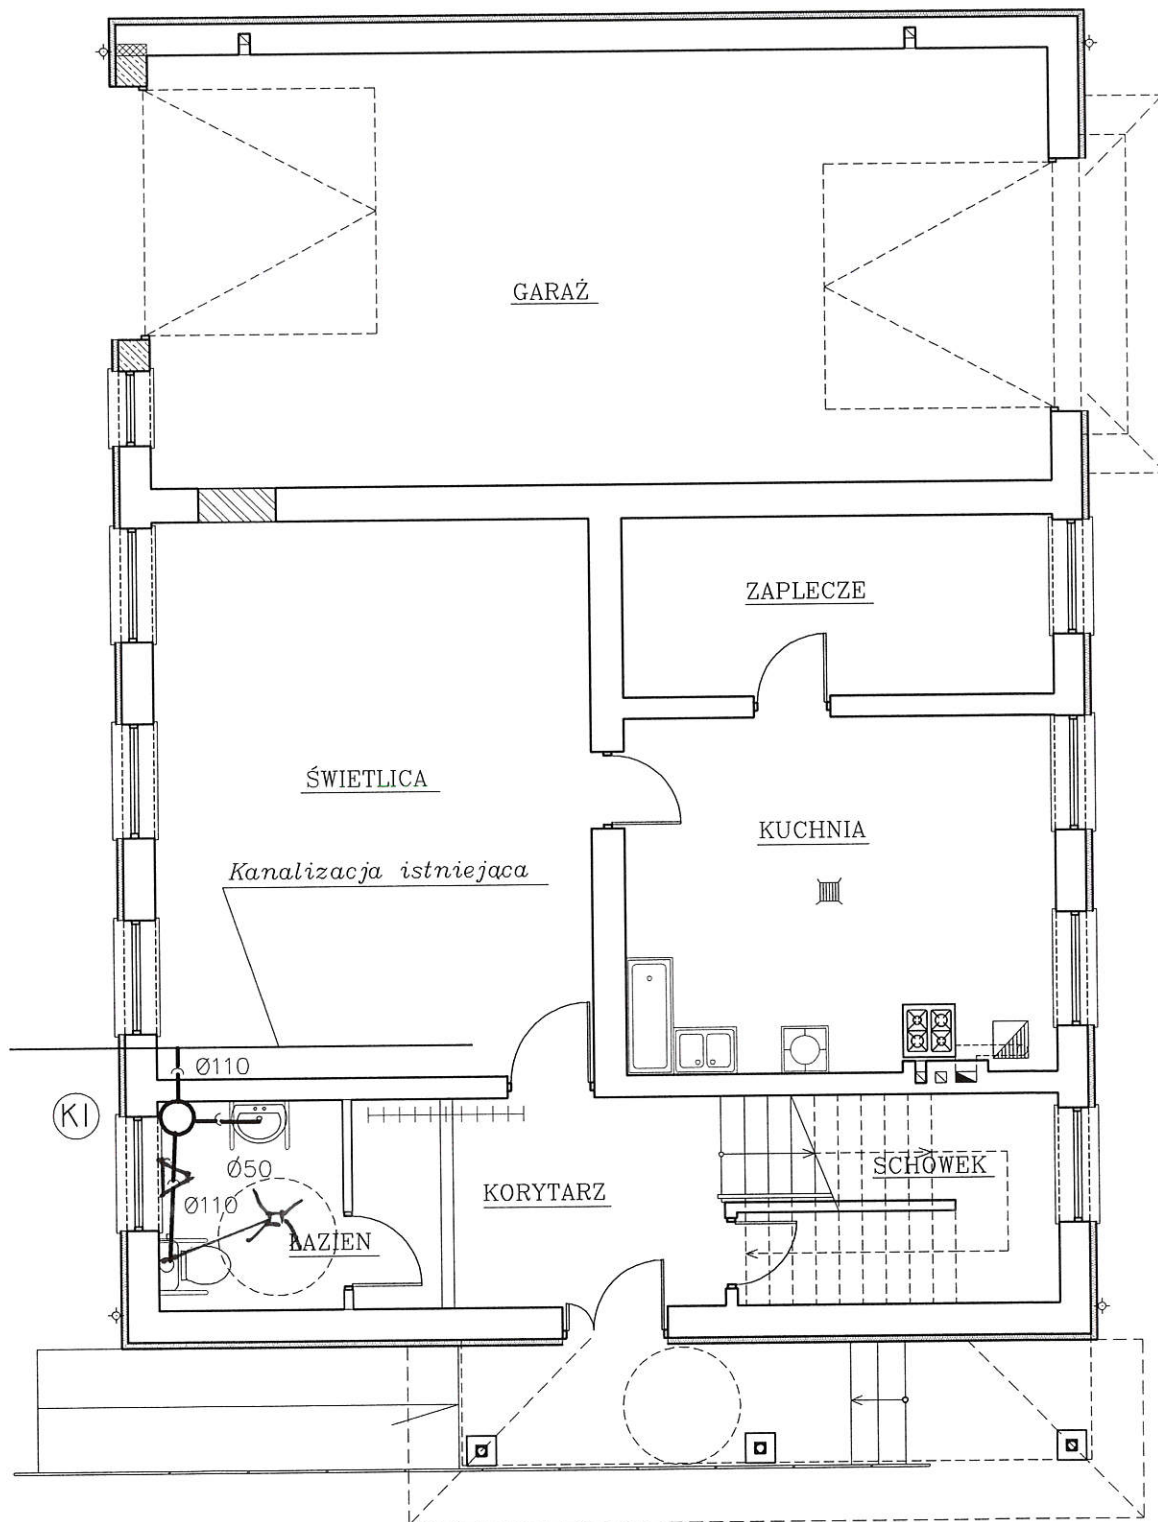 GARAŻ
ZAPLECZE
ŚWIETLICA
KUCHNIA
Kanalizacja istniejąca
Ø110
KI
Ø50
SCHOWEK
Ø110
KORYTARZ
ŁAZIEN